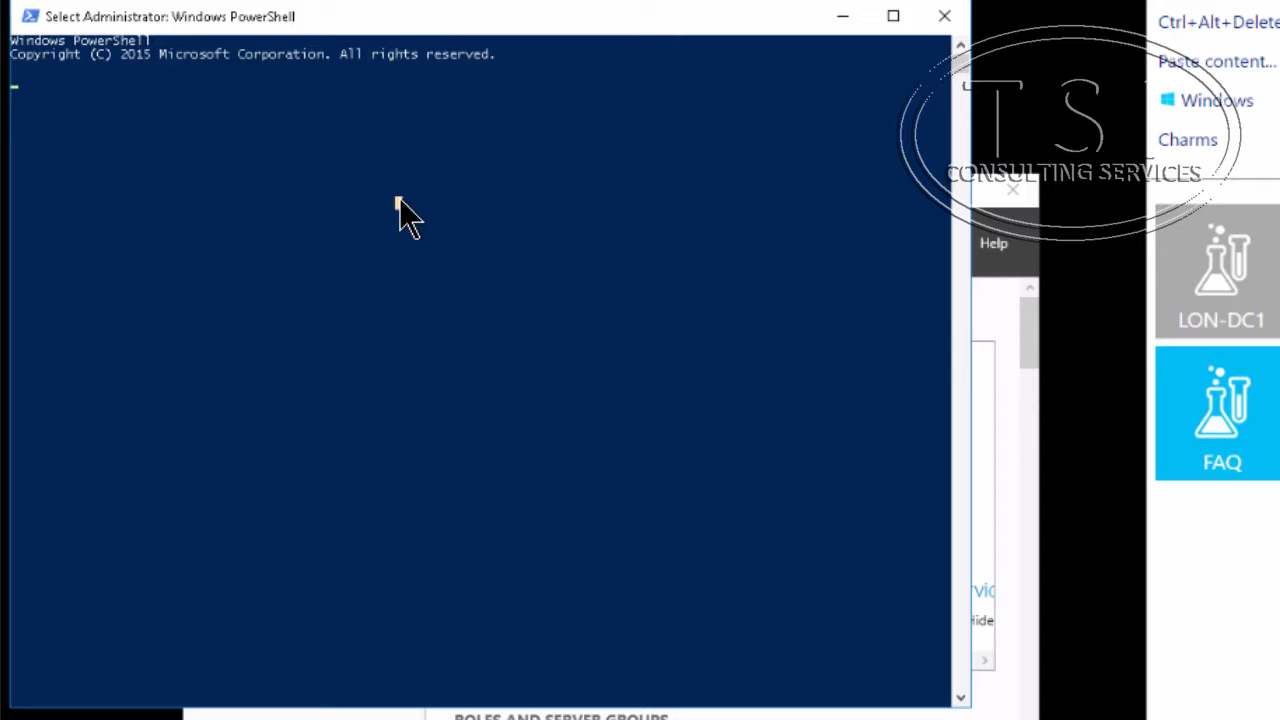 Select Administrator: Windows PowerShell
Windows PowerShell
Copyright (C) 2015 Microsoft Corporation. All rights reserved.
Ctrl+Alt+Delete
Paste content...
Windows
Charms
T S
CONSULTING SERVICES
Help
LON-DC1
FAQ
ROLES AND SERVER GROUPS